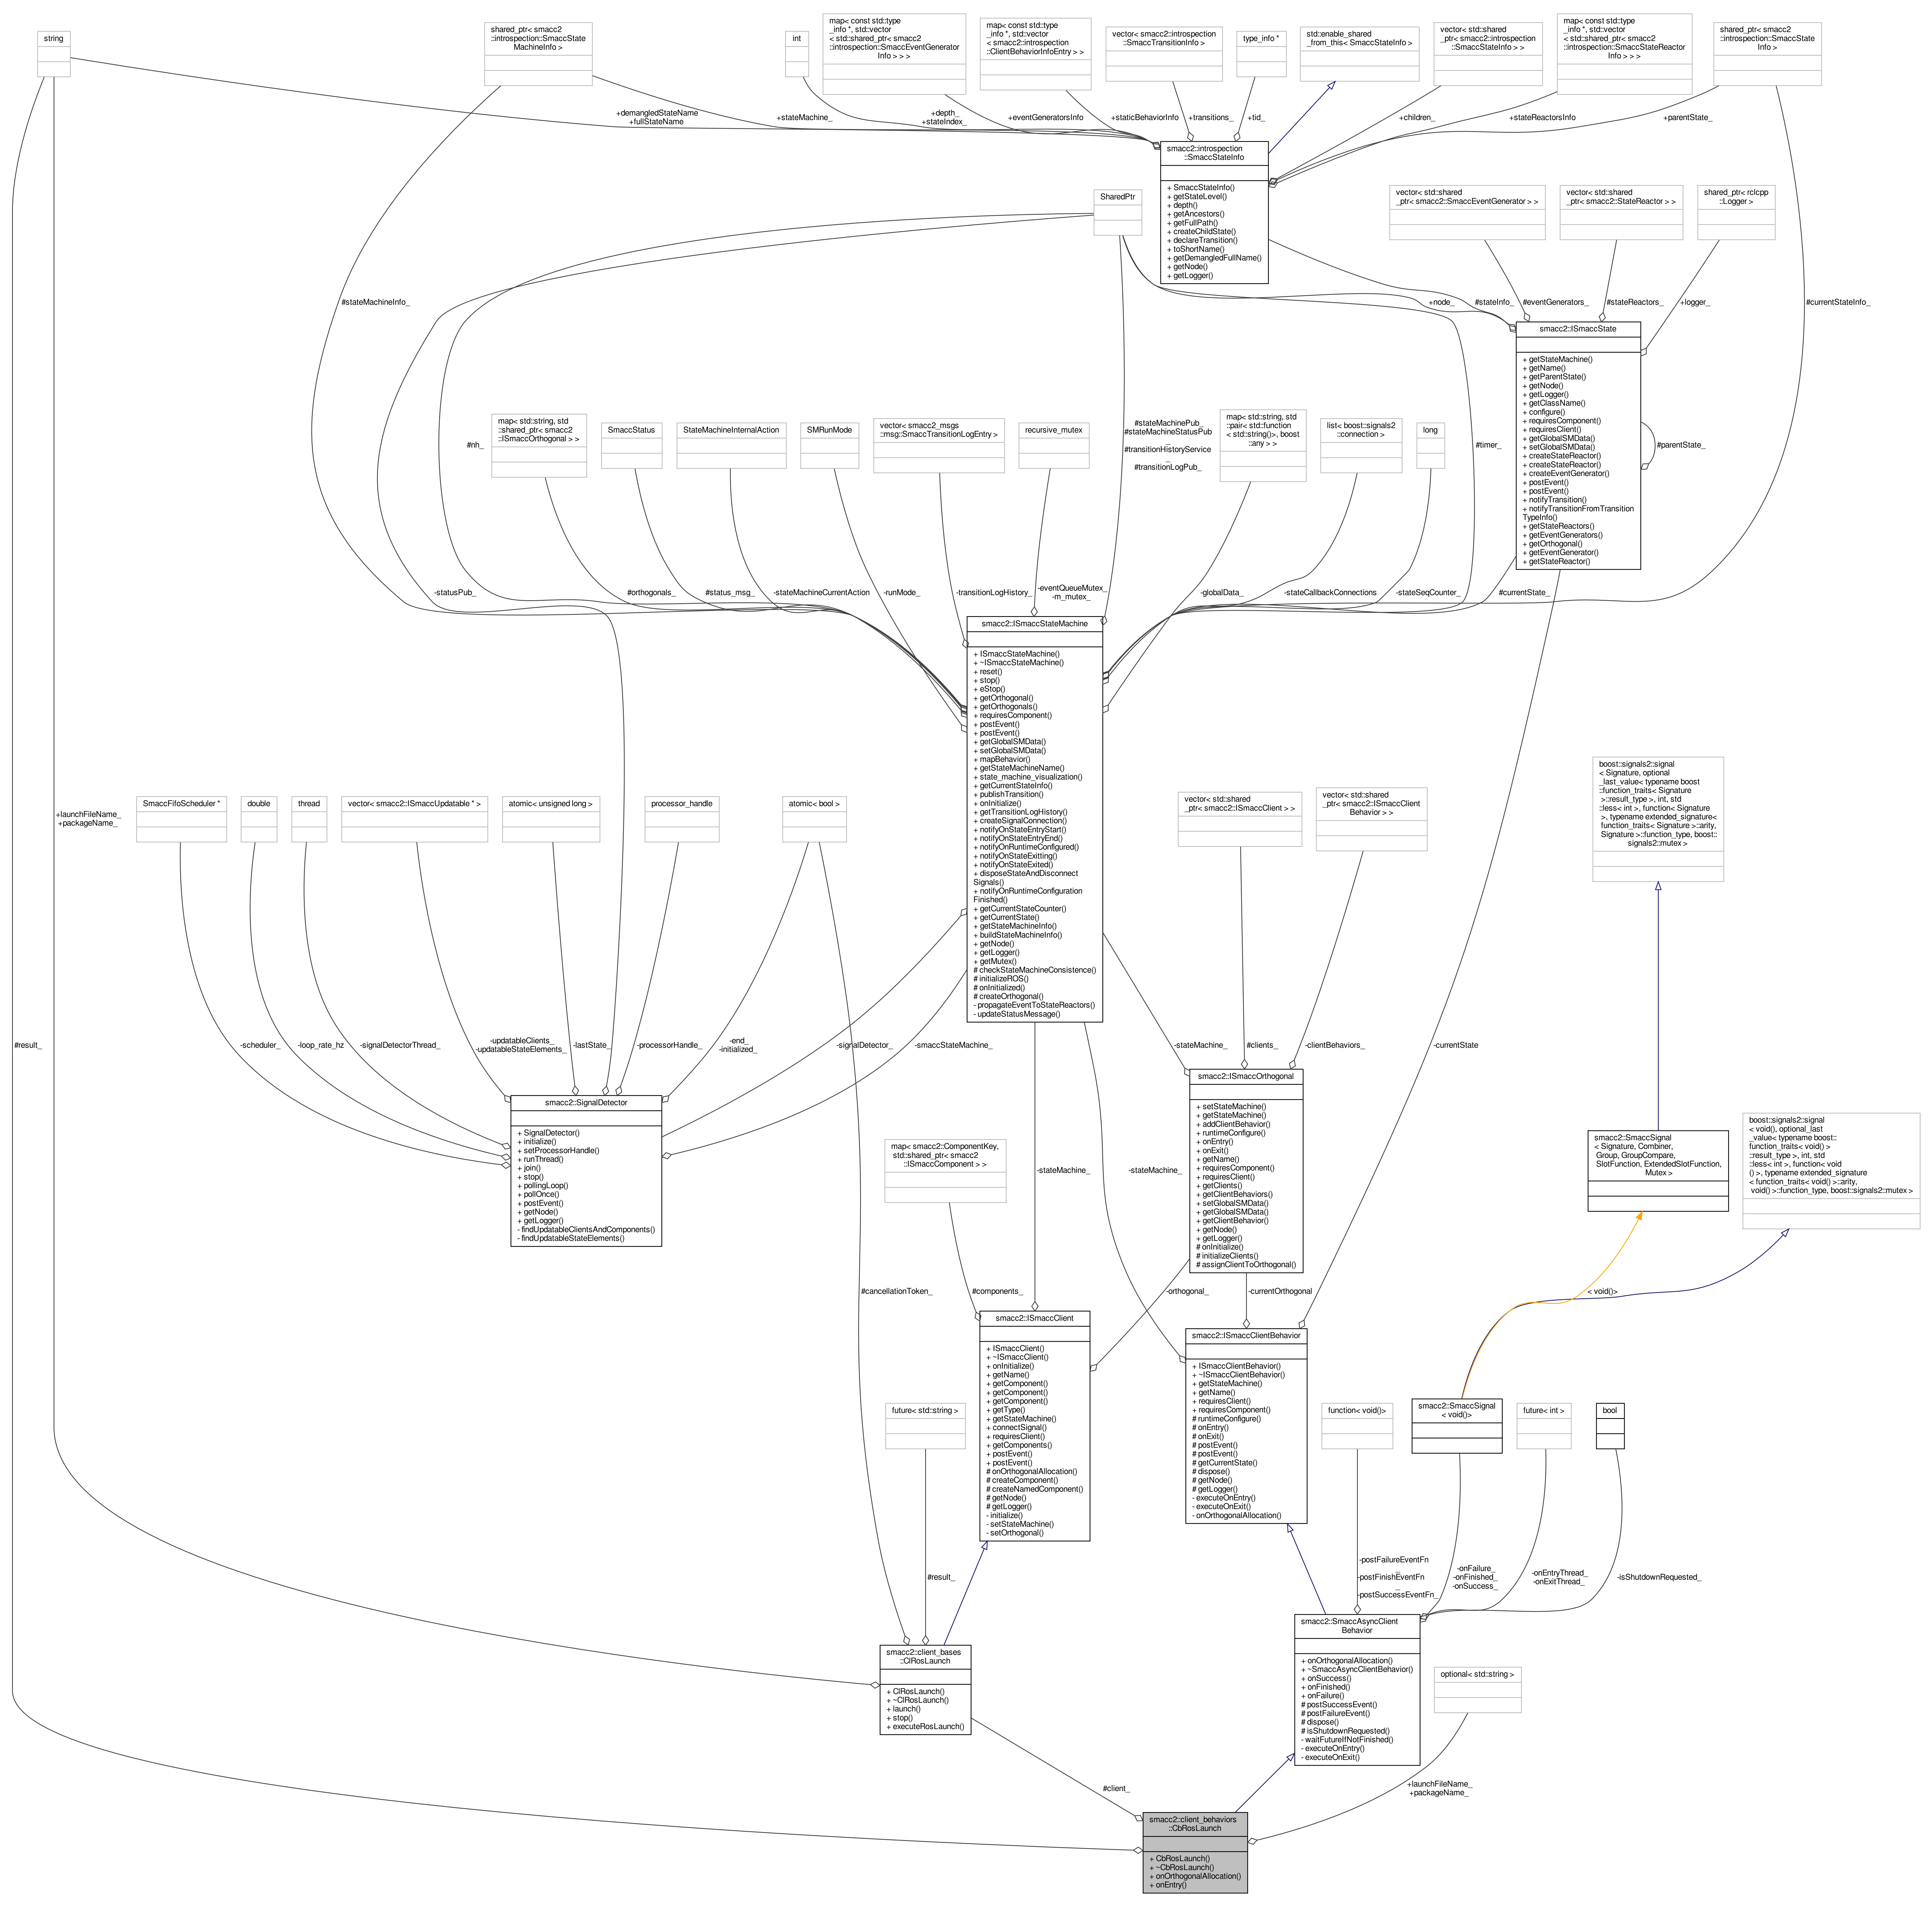 string
shared_ptr< smacc2
::introspection::SmaccState
MachineInfo >
int
map< const std::type
_info *, std::vector
< std::shared_ptr< smacc2
::introspection::SmaccEventGenerator
Info > > >
map< const std::type
_info *, std::vector
< smacc2::introspection
::ClientBehaviorInfoEntry > >
vector< smacc2::introspection
::SmaccTransitionInfo >
type_info *
std::enable_shared
_from_this< SmaccStateInfo >
vector< std::shared
_ptr< smacc2::introspection
::SmaccStateInfo > >
map< const std::type
_info *, std::vector
< std::shared_ptr< smacc2
::introspection::SmaccStateReactor
Info > > >
shared_ptr< smacc2
::introspection::SmaccState
Info >
+demangledStateName
+fullStateName
+stateMachine_
+depth_
+stateIndex_
+eventGeneratorsInfo
+staticBehaviorInfo
+transitions_
+tid_
+children_
+stateReactorsInfo
+parentState_
smacc2::introspection
::SmaccStateInfo
+ SmaccStateInfo()
+ getStateLevel()
+ depth()
+ getAncestors()
+ getFullPath()
+ createChildState()
+ declareTransition()
+ toShortName()
+ getDemangledFullName()
+ getNode()
+ getLogger()
SharedPtr
vector< std::shared
_ptr< smacc2::SmaccEventGenerator > >
vector< std::shared
_ptr< smacc2::StateReactor > >
shared_ptr< rclcpp
::Logger >
#stateMachineInfo_
+node_
#stateInfo_
#eventGenerators_
#stateReactors_
+logger_
#currentStateInfo_
smacc2::ISmaccState
+ getStateMachine()
+ getName()
+ getParentState()
+ getNode()
+ getLogger()
+ getClassName()
+ configure()
+ requiresComponent()
+ requiresClient()
+ getGlobalSMData()
+ setGlobalSMData()
+ createStateReactor()
+ createStateReactor()
+ createEventGenerator()
+ postEvent()
+ postEvent()
+ notifyTransition()
+ notifyTransitionFromTransition
TypeInfo()
+ getStateReactors()
+ getEventGenerators()
+ getOrthogonal()
+ getEventGenerator()
+ getStateReactor()
#parentState_
#nh_
map< std::string, std
::shared_ptr< smacc2
::ISmaccOrthogonal > >
SmaccStatus
StateMachineInternalAction
SMRunMode
vector< smacc2_msgs
::msg::SmaccTransitionLogEntry >
recursive_mutex
#stateMachinePub_
#stateMachineStatusPub
_
#transitionHistoryService
_
#transitionLogPub_
map< std::string, std
::pair< std::function
< std::string()>, boost
::any > >
list< boost::signals2
::connection >
long
#timer_
-statusPub_
#orthogonals_
#status_msg_
-stateMachineCurrentAction
-runMode_
-transitionLogHistory_
-eventQueueMutex_
-m_mutex_
-globalData_
-stateCallbackConnections
-stateSeqCounter_
#currentState_
smacc2::ISmaccStateMachine
+ ISmaccStateMachine()
+ ~ISmaccStateMachine()
+ reset()
+ stop()
+ eStop()
+ getOrthogonal()
+ getOrthogonals()
+ requiresComponent()
+ postEvent()
+ postEvent()
+ getGlobalSMData()
+ setGlobalSMData()
+ mapBehavior()
+ getStateMachineName()
+ state_machine_visualization()
+ getCurrentStateInfo()
+ publishTransition()
+ onInitialize()
+ getTransitionLogHistory()
+ createSignalConnection()
+ notifyOnStateEntryStart()
+ notifyOnStateEntryEnd()
+ notifyOnRuntimeConfigured()
+ notifyOnStateExitting()
+ notifyOnStateExited()
+ disposeStateAndDisconnect
Signals()
+ notifyOnRuntimeConfiguration
Finished()
+ getCurrentStateCounter()
+ getCurrentState()
+ getStateMachineInfo()
+ buildStateMachineInfo()
+ getNode()
+ getLogger()
+ getMutex()
# checkStateMachineConsistence()
# initializeROS()
# onInitialized()
# createOrthogonal()
- propagateEventToStateReactors()
- updateStatusMessage()
+launchFileName_
+packageName_
SmaccFifoScheduler *
double
thread
vector< smacc2::ISmaccUpdatable * >
atomic< unsigned long >
processor_handle
atomic< bool >
vector< std::shared
_ptr< smacc2::ISmaccClient > >
vector< std::shared
_ptr< smacc2::ISmaccClient
Behavior > >
boost::signals2::signal
< Signature, optional
_last_value< typename boost
::function_traits< Signature
>::result_type >, int, std
::less< int >, function< Signature
>, typename extended_signature<
function_traits< Signature >::arity,
Signature >::function_type, boost::
signals2::mutex >
#result_
-scheduler_
-loop_rate_hz
-signalDetectorThread_
-updatableClients_
-updatableStateElements_
-lastState_
-processorHandle_
-end_
-initialized_
-signalDetector_
-smaccStateMachine_
-stateMachine_
#clients_
-clientBehaviors_
-currentState
smacc2::SignalDetector
+ SignalDetector()
+ initialize()
+ setProcessorHandle()
+ runThread()
+ join()
+ stop()
+ pollingLoop()
+ pollOnce()
+ postEvent()
+ getNode()
+ getLogger()
- findUpdatableClientsAndComponents()
- findUpdatableStateElements()
smacc2::ISmaccOrthogonal
+ setStateMachine()
+ getStateMachine()
+ addClientBehavior()
+ runtimeConfigure()
+ onEntry()
+ onExit()
+ getName()
+ requiresComponent()
+ requiresClient()
+ getClients()
+ getClientBehaviors()
+ setGlobalSMData()
+ getGlobalSMData()
+ getClientBehavior()
+ getNode()
+ getLogger()
# onInitialize()
# initializeClients()
# assignClientToOrthogonal()
map< smacc2::ComponentKey,
std::shared_ptr< smacc2
::ISmaccComponent > >
-stateMachine_
-stateMachine_
smacc2::SmaccSignal
< Signature, Combiner,
Group, GroupCompare,
SlotFunction, ExtendedSlotFunction,
Mutex >
boost::signals2::signal
< void(), optional_last
_value< typename boost::
function_traits< void() >
::result_type >, int, std
::less< int >, function< void
() >, typename extended_signature
< function_traits< void() >::arity,
void() >::function_type, boost::signals2::mutex >
#cancellationToken_
#components_
-orthogonal_
-currentOrthogonal
< void()>
smacc2::ISmaccClient
+ ISmaccClient()
+ ~ISmaccClient()
+ onInitialize()
+ getName()
+ getComponent()
+ getComponent()
+ getComponent()
+ getType()
+ getStateMachine()
+ connectSignal()
+ requiresClient()
+ getComponents()
+ postEvent()
+ postEvent()
# onOrthogonalAllocation()
# createComponent()
# createNamedComponent()
# getNode()
# getLogger()
- initialize()
- setStateMachine()
- setOrthogonal()
smacc2::ISmaccClientBehavior
+ ISmaccClientBehavior()
+ ~ISmaccClientBehavior()
+ getStateMachine()
+ getName()
+ requiresClient()
+ requiresComponent()
# runtimeConfigure()
# onEntry()
# onExit()
# postEvent()
# postEvent()
# getCurrentState()
# dispose()
# getNode()
# getLogger()
- executeOnEntry()
- executeOnExit()
- onOrthogonalAllocation()
future< std::string >
function< void()>
smacc2::SmaccSignal
< void()>
future< int >
bool
#result_
-postFailureEventFn
_
-postFinishEventFn
_
-postSuccessEventFn_
-onFailure_
-onFinished_
-onSuccess_
-onEntryThread_
-onExitThread_
-isShutdownRequested_
smacc2::client_bases
::ClRosLaunch
+ ClRosLaunch()
+ ~ClRosLaunch()
+ launch()
+ stop()
+ executeRosLaunch()
smacc2::SmaccAsyncClient
Behavior
+ onOrthogonalAllocation()
+ ~SmaccAsyncClientBehavior()
+ onSuccess()
+ onFinished()
+ onFailure()
# postSuccessEvent()
# postFailureEvent()
# dispose()
# isShutdownRequested()
- waitFutureIfNotFinished()
- executeOnEntry()
- executeOnExit()
optional< std::string >
#client_
+launchFileName_
+packageName_
smacc2::client_behaviors
::CbRosLaunch
+ CbRosLaunch()
+ ~CbRosLaunch()
+ onOrthogonalAllocation()
+ onEntry()